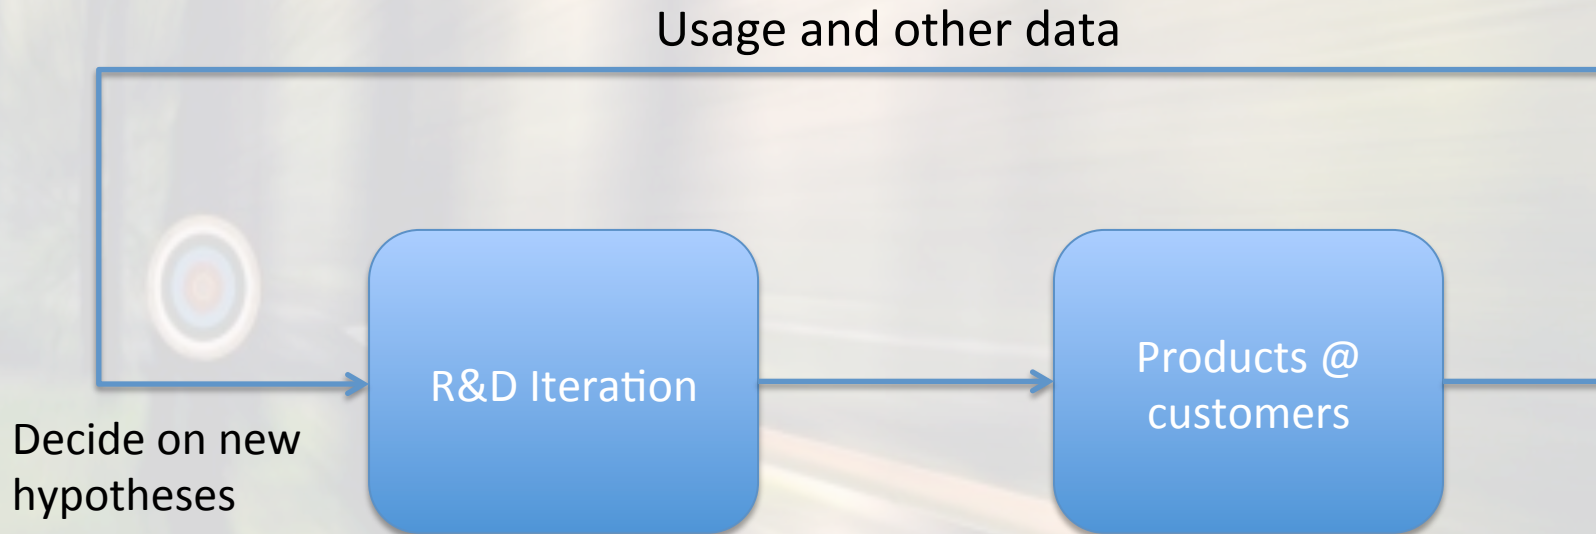 Usage and other data
R&D Iteration
Products @
customers
Decide on new
hypotheses